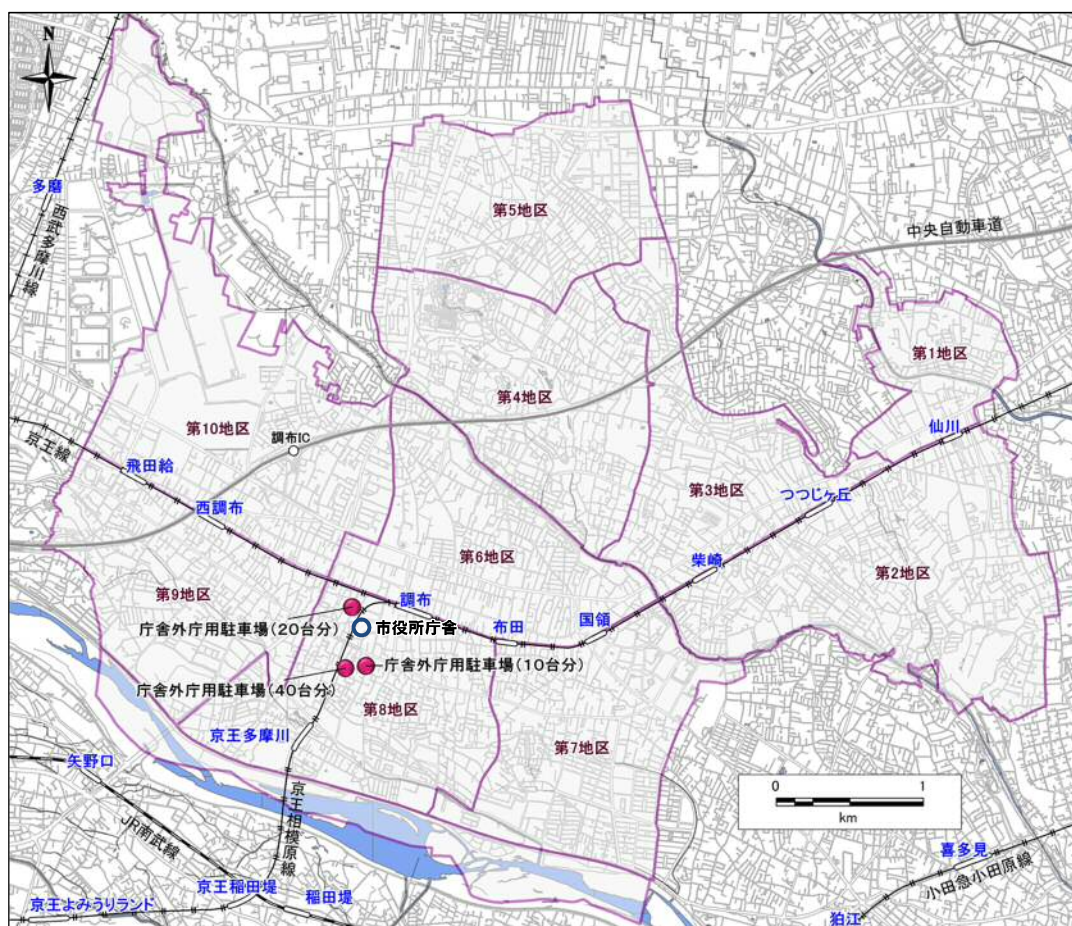 N
多磨
西武多摩川線
第5地区
中央自動車道
第1地区
第4地区
仙川
第10地区
調布IC
京王線
飛田給
つつじヶ丘
第3地区
西調布
第6地区
柴崎
第2地区
第9地区
調布
国領
布田
市役所庁舎
庁舎外庁用駐車場(20台分)
庁舎外庁用駐車場(10台分)
庁舎外庁用駐車場(40台分)
第8地区
京王多摩川
第7地区
矢野口
京王相模原線
0 1
km
JR南武線
喜多見
小田急小田原線
京王稲田堤
稲田堤
京王よみうりランド
狛江